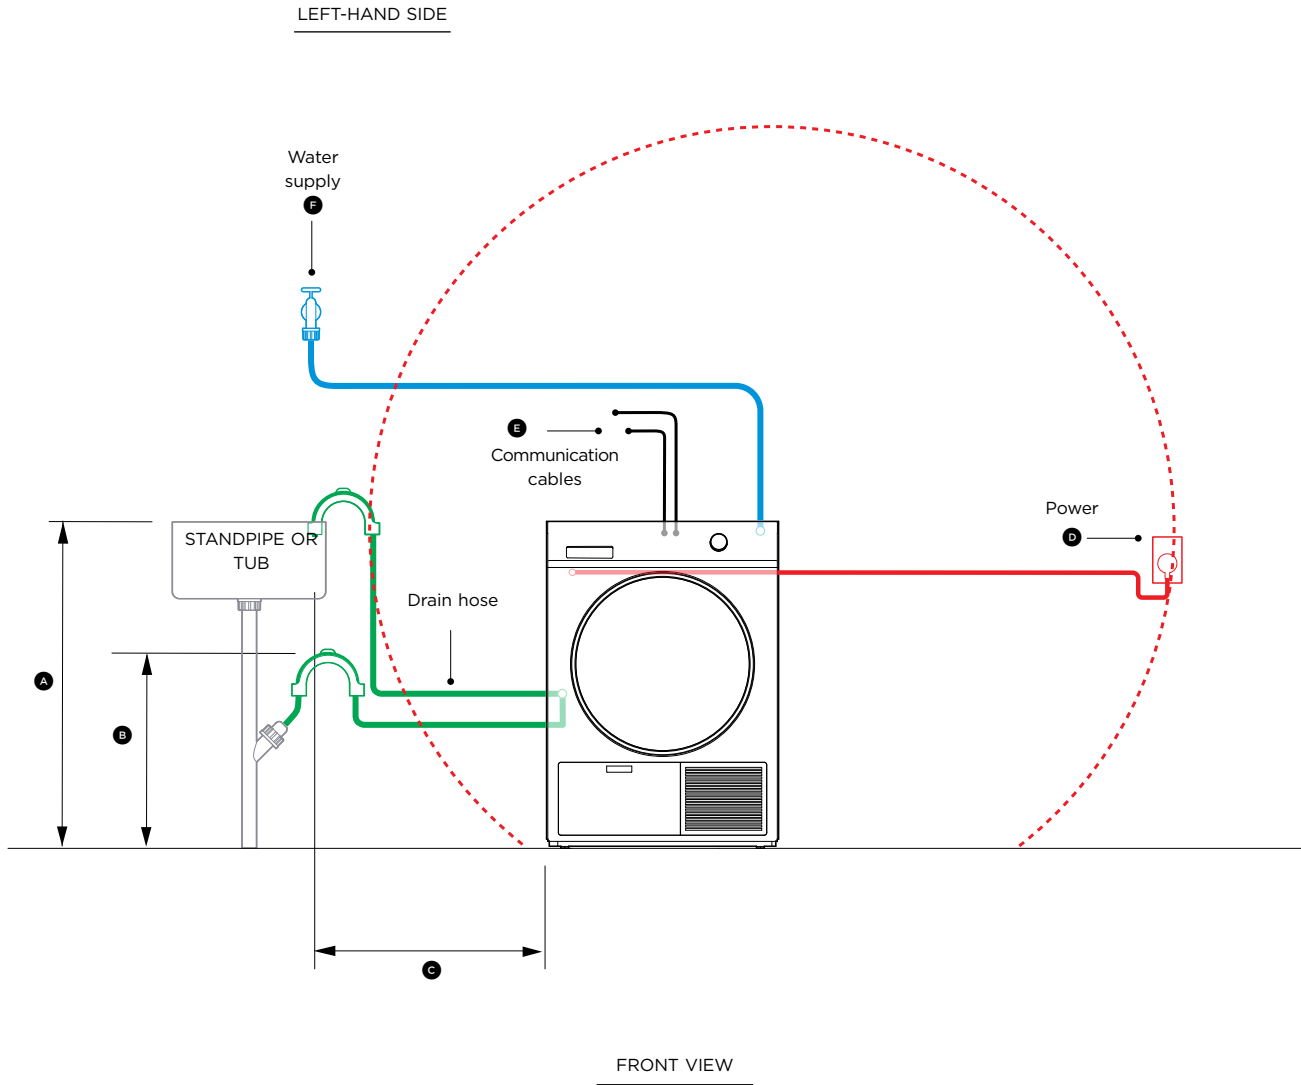 LEFT-HAND SIDE
Water
supply
F
E
Communication
cables
Power
D
STANDPIPE OR
TUB
Drain hose
A
B
C
FRONT VIEW